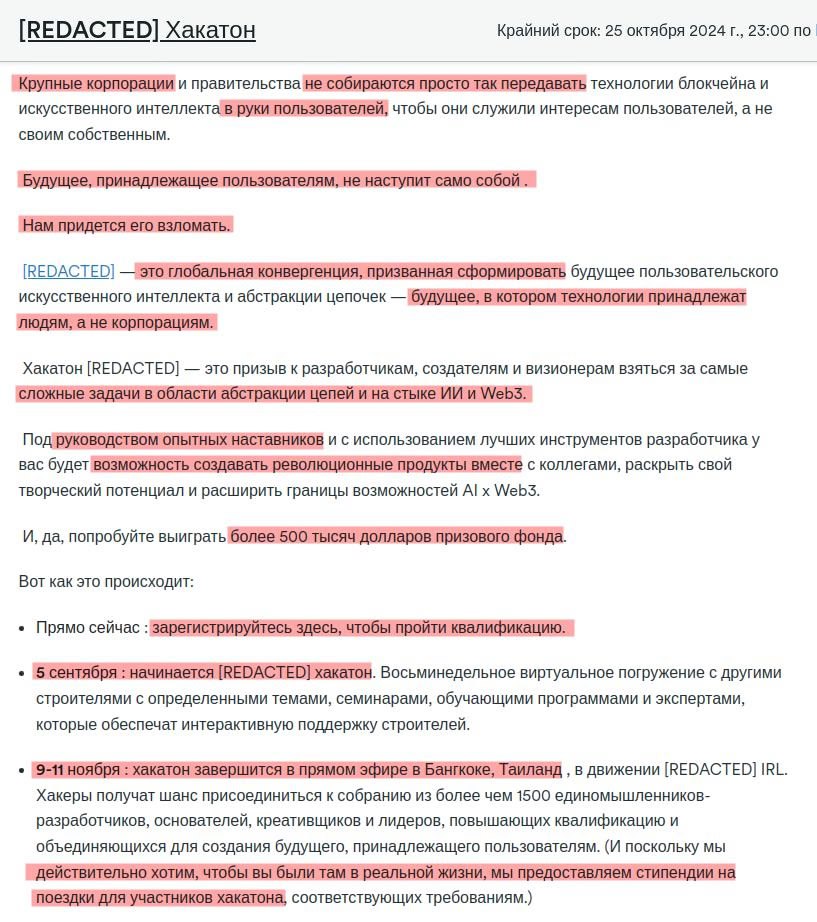 [REDACTED] Хакатон
Крайний срок: 25 октября 2024 г., 23:00 по
Крупные корпорации и правительства не собираются просто так передавать технологии блокчейна и
искусственного интеллекта в руки пользователей, чтобы они служили интересам пользователей, а не
своим собственным.
Будущее, принадлежащее пользователям, не наступит само собой .
Нам придется его взломать.
[REDACTED] — это глобальная конвергенция, призванная сформировать будущее пользовательского
искусственного интеллекта и абстракции цепочек — будущее, в котором технологии принадлежат
людям, а не корпорациям.
Хакатон [REDACTED] — это призыв к разработчикам, создателям и визионерам взяться за самые
сложные задачи в области абстракции цепей и на стыке ИИ и Web3.
Под руководством опытных наставников и с использованием лучших инструментов разработчика у
вас будет возможность создавать революционные продукты вместе с коллегами, раскрыть свой
творческий потенциал и расширить границы возможностей AI x Web3.
И, да, попробуйте выиграть более 500 тысяч долларов призового фонда.
Вот как это происходит:
• Прямо сейчас : зарегистрируйтесь здесь, чтобы пройти квалификацию.
• 5 сентября : начинается [REDACTED] хакатон. Восьминедельное виртуальное погружение с другими
строителями с определенными темами, семинарами, обучающими программами и экспертами,
которые обеспечат интерактивную поддержку строителей.
• 9-11 ноября : хакатон завершится в прямом эфире в Бангкоке, Таиланд , в движении [REDACTED] IRL.
Хакеры получат шанс присоединиться к собранию из более чем 1500 единомышленников-
разработчиков, основателей, креативщиков и лидеров, повышающих квалификацию и
объединяющихся для создания будущего, принадлежащего пользователям. (И поскольку мы
действительно хотим, чтобы вы были там в реальной жизни, мы предоставляем стипендии на
поездки для участников хакатона, соответствующих требованиям.)